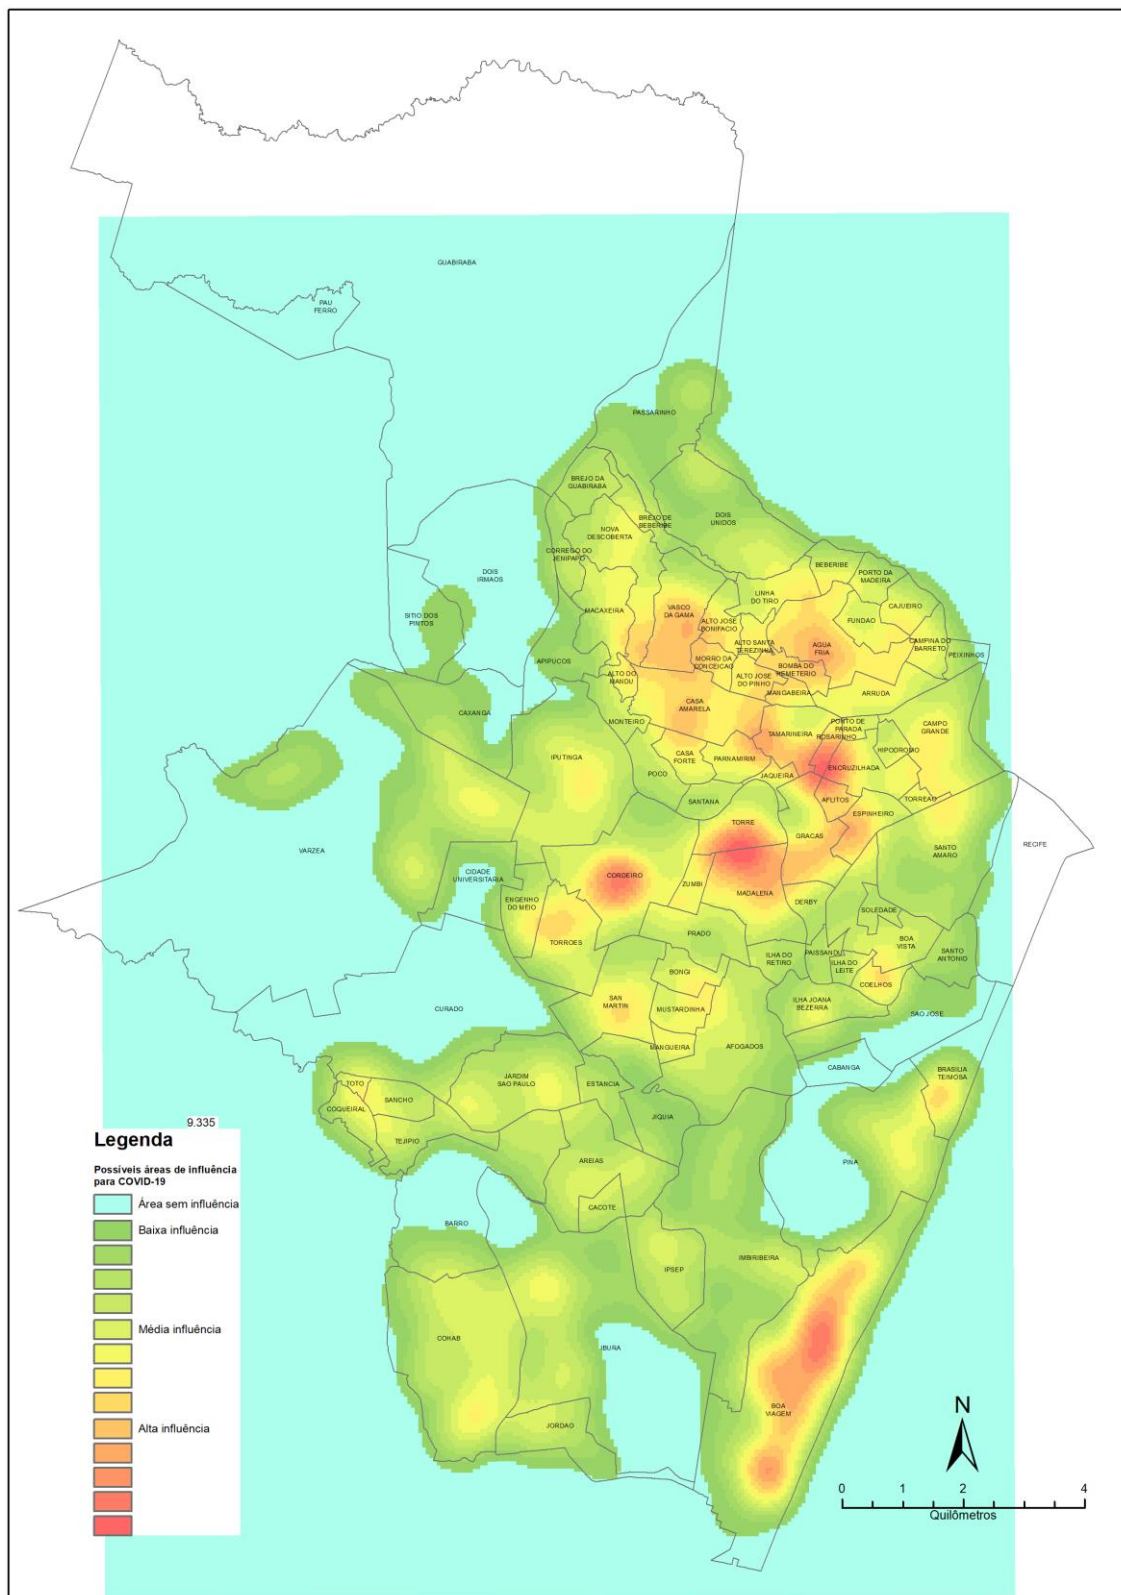 GUABIRABA
PAU
FERRO
PASSARINHO
BREJO DA
GUABIRABA
BREJO DE
BEBERIBE
DOIS
UNIDOS
NOVA
DESCOBERTA
CORREGO DO
JENIPAPO
BEBERIBE
PORTO DA
MADEIRA
DOIS
IRMAOS
LINHA
DO TIRO
CAJUEIRO
MACAXEIRA
VASCO
DA GAMA
ALTO JOSE
BONIFACIO
FUNDAO
SITIO DOS
PINTOS
ALTO SANTA
TEREZINHA
AGUA
FRIA
CAMPINA DO
BARRETO
PEIXINHOS
APIPUCOS
MORRO DA
CONCEICAO
BOMBA DO
HEMETERIO
ALTO DO
MANDU
ALTO JOSE
DO PINHO
MANGABEIRA
ARRUDA
CASA
AMARELA
CAXANGA
MONTEIRO
TAMARINEIRA
PONTO DE
PARADA
ROSARINHO
CAMPO
GRANDE
HIPODROMO
IPUTINGA
CASA
FORTE
PARNAMIRIM
ENCRUZILHADA
POCO
JAQUEIRA
SANTANA
AFLITOS
TORREAO
ESPINHEIRO
TORRE
GRACAS
SANTO
AMARO
RECIFE
VARZEA
CIDADE
UNIVERSITARIA
CORDEIRO
ZUMBI
MADALENA
ENGENHO
DO MEIO
DERBY
SOLEDADE
PRADO
TORROES
BOA
VISTA
ILHA DO
RETIRO
PAISSANDU
SANTO
ANTONIO
ILHA DO
LEITE
BONGI
COELHOS
SAN
MARTIN
MUSTARDINHA
ILHA JOANA
BEZERRA
CURADO
SAO JOSE
MANGUEIRA
AFOGADOS
CABANGA
BRASILIA
TEIMOSA
TOTO
JARDIM
SAO PAULO
ESTANCIA
SANCHO
COQUEIRAL
JIQUIA
TEJIPIO
AREIAS
PINA
CACOTE
BARRO
IMBIRIBEIRA
IPSEP
COHAB
IBURA
BOA
VIAGEM
JORDAO
9.335
Legenda
Possíveis áreas de influência
para COVID-19
Área sem influência
Baixa influência
Média influência
Alta influência
N
0 1 2 4
Quilômetros